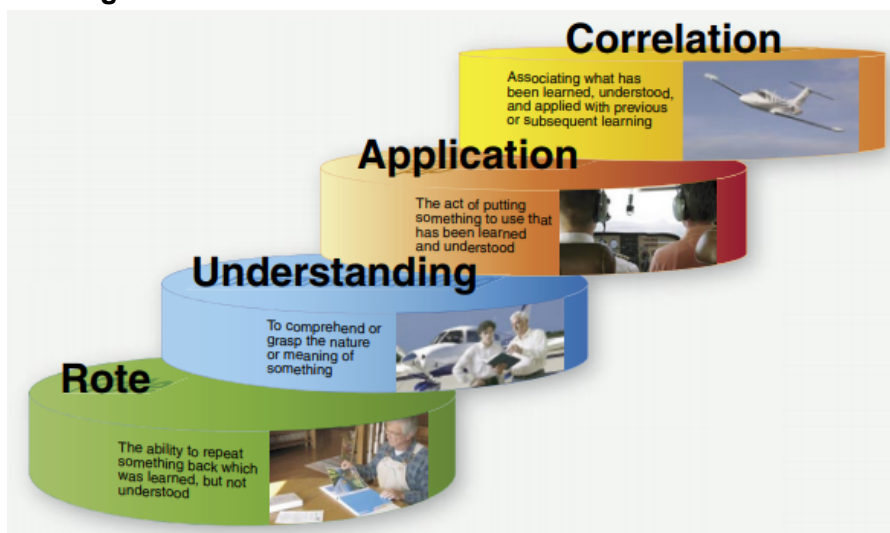 Correlation
Associating what has
been learned, understood,
and applied with previous
or subsequent learning
Application
The act of putting
something to use that
has been learned
and understood
Understanding
To comprehend or
grasp the nature
or meaning of
something
Rote
The ability to repeat
something back which
was learned, but not
understood